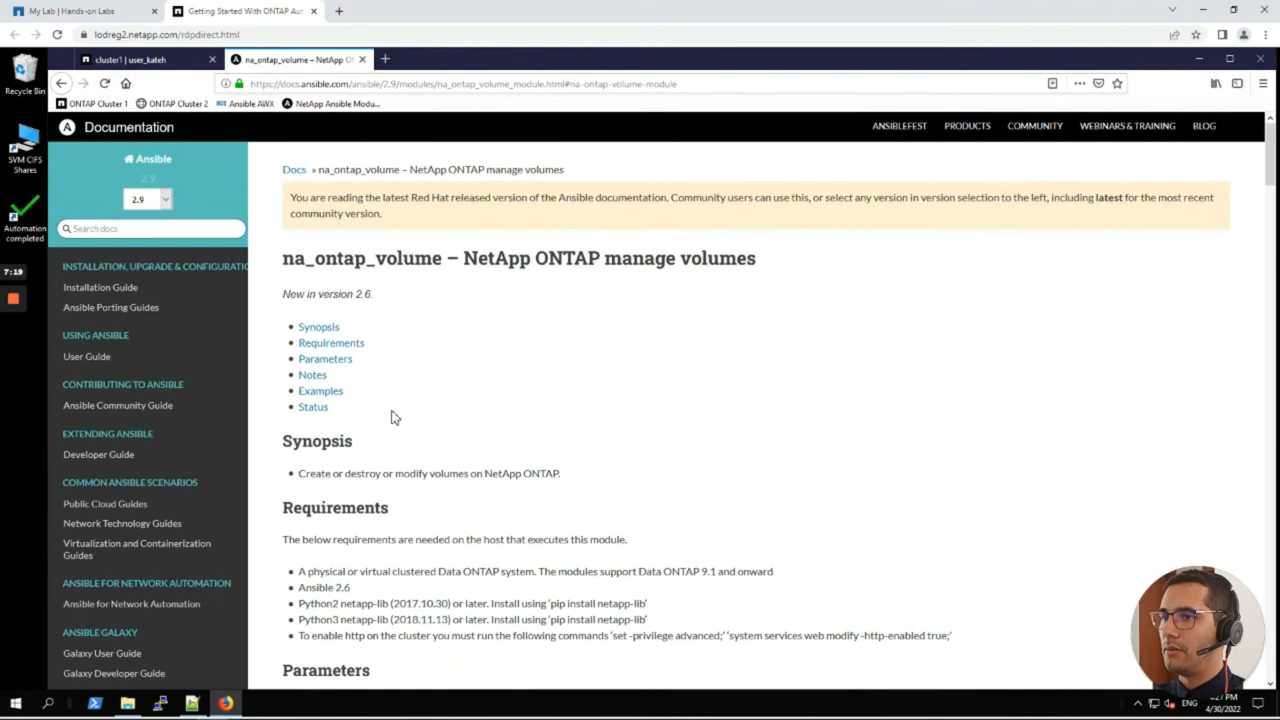 My Lab | Hands-on Labs
Getting Started With ONTAP Au
lodreg2.netapp.com/rdpdirect.html
cluster1 | user_kateh
na_ontap_volume – NetApp O
https://docs.ansible.com/ansible/2.9/modules/na_ontap_volume_module.html#na-ontap-volume-module
ONTAP Cluster 1
ONTAP Cluster 2
Ansible AWX
NetApp Ansible Modu...
Recycle Bin
SVM CIFS
Shares
Automation
completed
7:19
Documentation
ANSIBLEFEST
PRODUCTS
COMMUNITY
WEBINARS & TRAINING
BLOG
Ansible
2.9
2.9
Search docs
INSTALLATION, UPGRADE & CONFIGURATIO
Installation Guide
Ansible Porting Guides
USING ANSIBLE
User Guide
CONTRIBUTING TO ANSIBLE
Ansible Community Guide
EXTENDING ANSIBLE
Developer Guide
COMMON ANSIBLE SCENARIOS
Public Cloud Guides
Network Technology Guides
Virtualization and Containerization
Guides
ANSIBLE FOR NETWORK AUTOMATION
Ansible for Network Automation
ANSIBLE GALAXY
Galaxy User Guide
Galaxy Developer Guide
Docs » na_ontap_volume – NetApp ONTAP manage volumes
You are reading the latest Red Hat released version of the Ansible documentation. Community users can use this, or select any version in version selection to the left, including latest for the most recent
community version.
na_ontap_volume – NetApp ONTAP manage volumes
New in version 2.6.
• Synopsis
• Requirements
• Parameters
• Notes
• Examples
• Status
Synopsis
• Create or destroy or modify volumes on NetApp ONTAP.
Requirements
The below requirements are needed on the host that executes this module.
• A physical or virtual clustered Data ONTAP system. The modules support Data ONTAP 9.1 and onward
• Ansible 2.6
• Python2 netapp-lib (2017.10.30) or later. Install using 'pip install netapp-lib'
• Python3 netapp-lib (2018.11.13) or later. Install using 'pip install netapp-lib'
• To enable http on the cluster you must run the following commands 'set -privilege advanced;' 'system services web modify -http-enabled true;'
Parameters
ENG
PM
4/30/2022